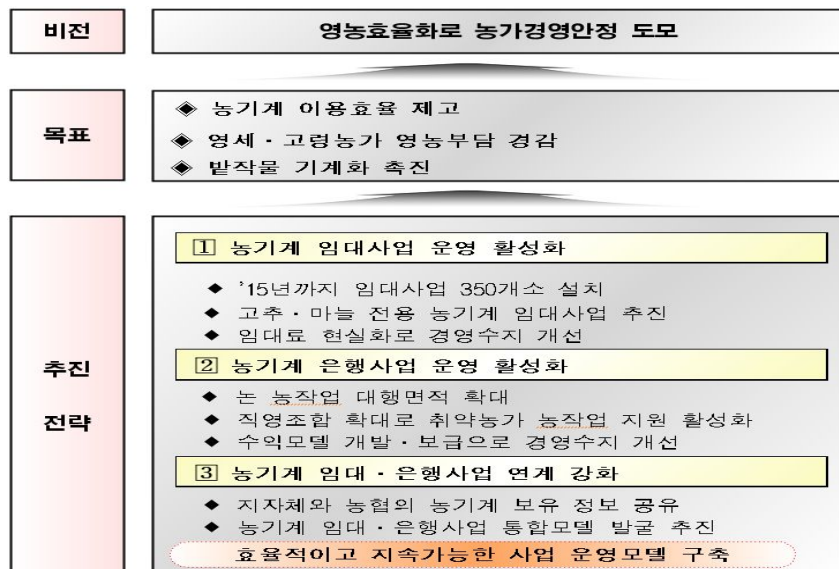 비전
영농효율화로 농가경영안정 도모
목표
◈ 농기계 이용효율 제고
◈ 영세·고령농가 영농부담 경감
◈ 밭작물 기계화 촉진
추진
전략
1 농기계 임대사업 운영 활성화
◆ '15년까지 임대사업 350개소 설치
◆ 고추·마늘 전용 농기계 임대사업 추진
◆ 임대료 현실화로 경영수지 개선
2 농기계 은행사업 운영 활성화
◆ 논 농작업 대행면적 확대
◆ 직영조합 확대로 취약농가 농작업 지원 활성화
◆ 수익모델 개발·보급으로 경영수지 개선
3 농기계 임대·은행사업 연계 강화
◆ 지자체와 농협의 농기계 보유 정보 공유
◆ 농기계 임대·은행사업 통합모델 발굴 추진
효율적이고 지속가능한 사업 운영모델 구축